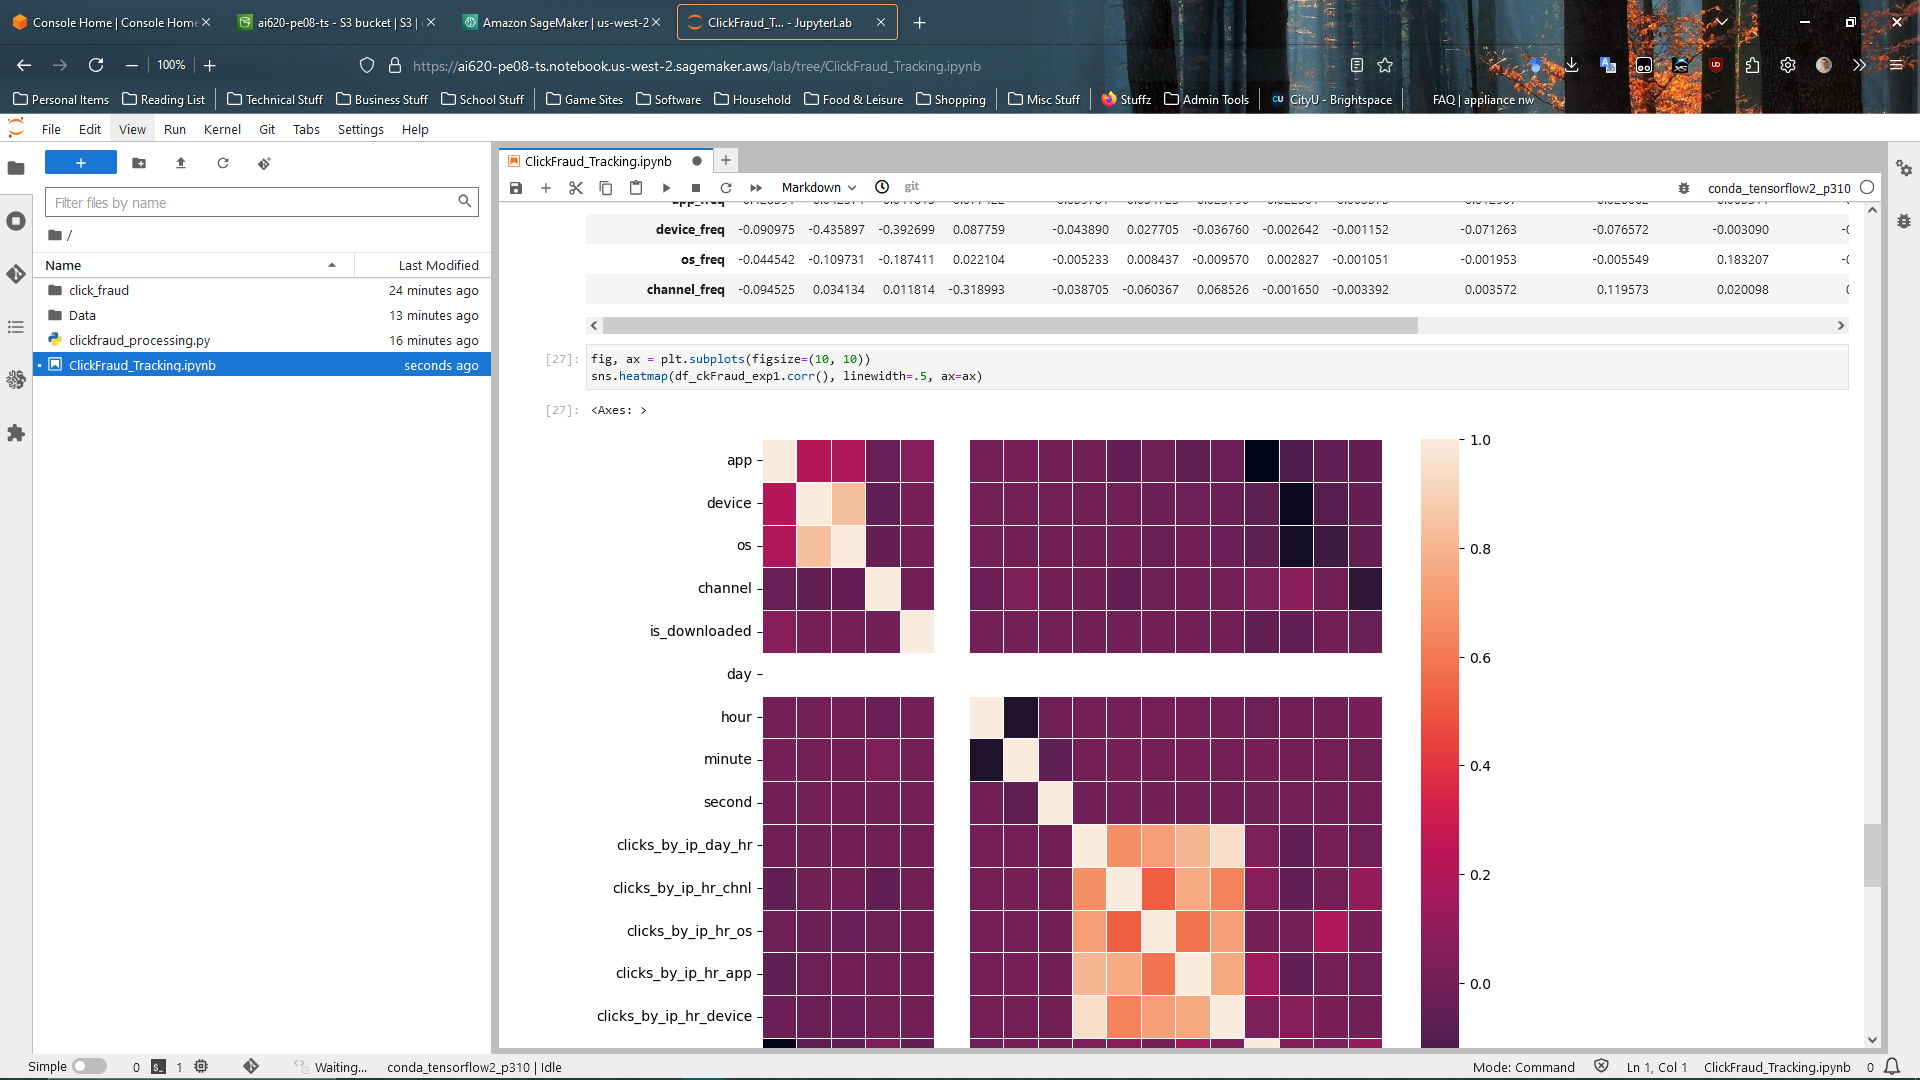 Console Home | Console Home
ai620-pe08-ts - S3 bucket | S3 |
Amazon SageMaker | us-west-2
ClickFraud_T... - JupyterLab
100%
https://ai620-pe08-ts.notebook.us-west-2.sagemaker.aws/lab/tree/ClickFraud_Tracking.ipynb
Personal Items
Reading List
Technical Stuff
Business Stuff
School Stuff
Game Sites
Software
Household
Food & Leisure
Shopping
Misc Stuff
Stuffz
Admin Tools
CU CityU - Brightspace
FAQ | appliance nw
File Edit View Run Kernel Git Tabs Settings Help
Filter files by name
/
Name Last Modified
click_fraud 24 minutes ago
Data 13 minutes ago
clickfraud_processing.py 16 minutes ago
ClickFraud_Tracking.ipynb seconds ago
ClickFraud_Tracking.ipynb
Markdown git conda_tensorflow2_p310
device_freq -0.090975 -0.435897 -0.392699 0.087759 -0.043890 0.027705 -0.036760 -0.002642 -0.001152 -0.071263 -0.076572 -0.003090
os_freq -0.044542 -0.109731 -0.187411 0.022104 -0.005233 0.008437 -0.009570 0.002827 -0.001051 -0.001953 -0.005549 0.183207
channel_freq -0.094525 0.034134 0.011814 -0.318993 -0.038705 -0.060367 0.068526 -0.001650 -0.003392 0.003572 0.119573 0.020098
[27]: fig, ax = plt.subplots(figsize=(10, 10))
sns.heatmap(df_ckFraud_exp1.corr(), linewidth=.5, ax=ax)
[27]: <Axes: >
app
device
os
channel
is_downloaded
day
hour
minute
second
clicks_by_ip_day_hr
clicks_by_ip_hr_chnl
clicks_by_ip_hr_os
clicks_by_ip_hr_app
clicks_by_ip_hr_device
1.0
0.8
0.6
0.4
0.2
0.0
Simple 0 1 Waiting... conda_tensorflow2_p310 | Idle Mode: Command Ln 1, Col 1 ClickFraud_Tracking.ipynb 0